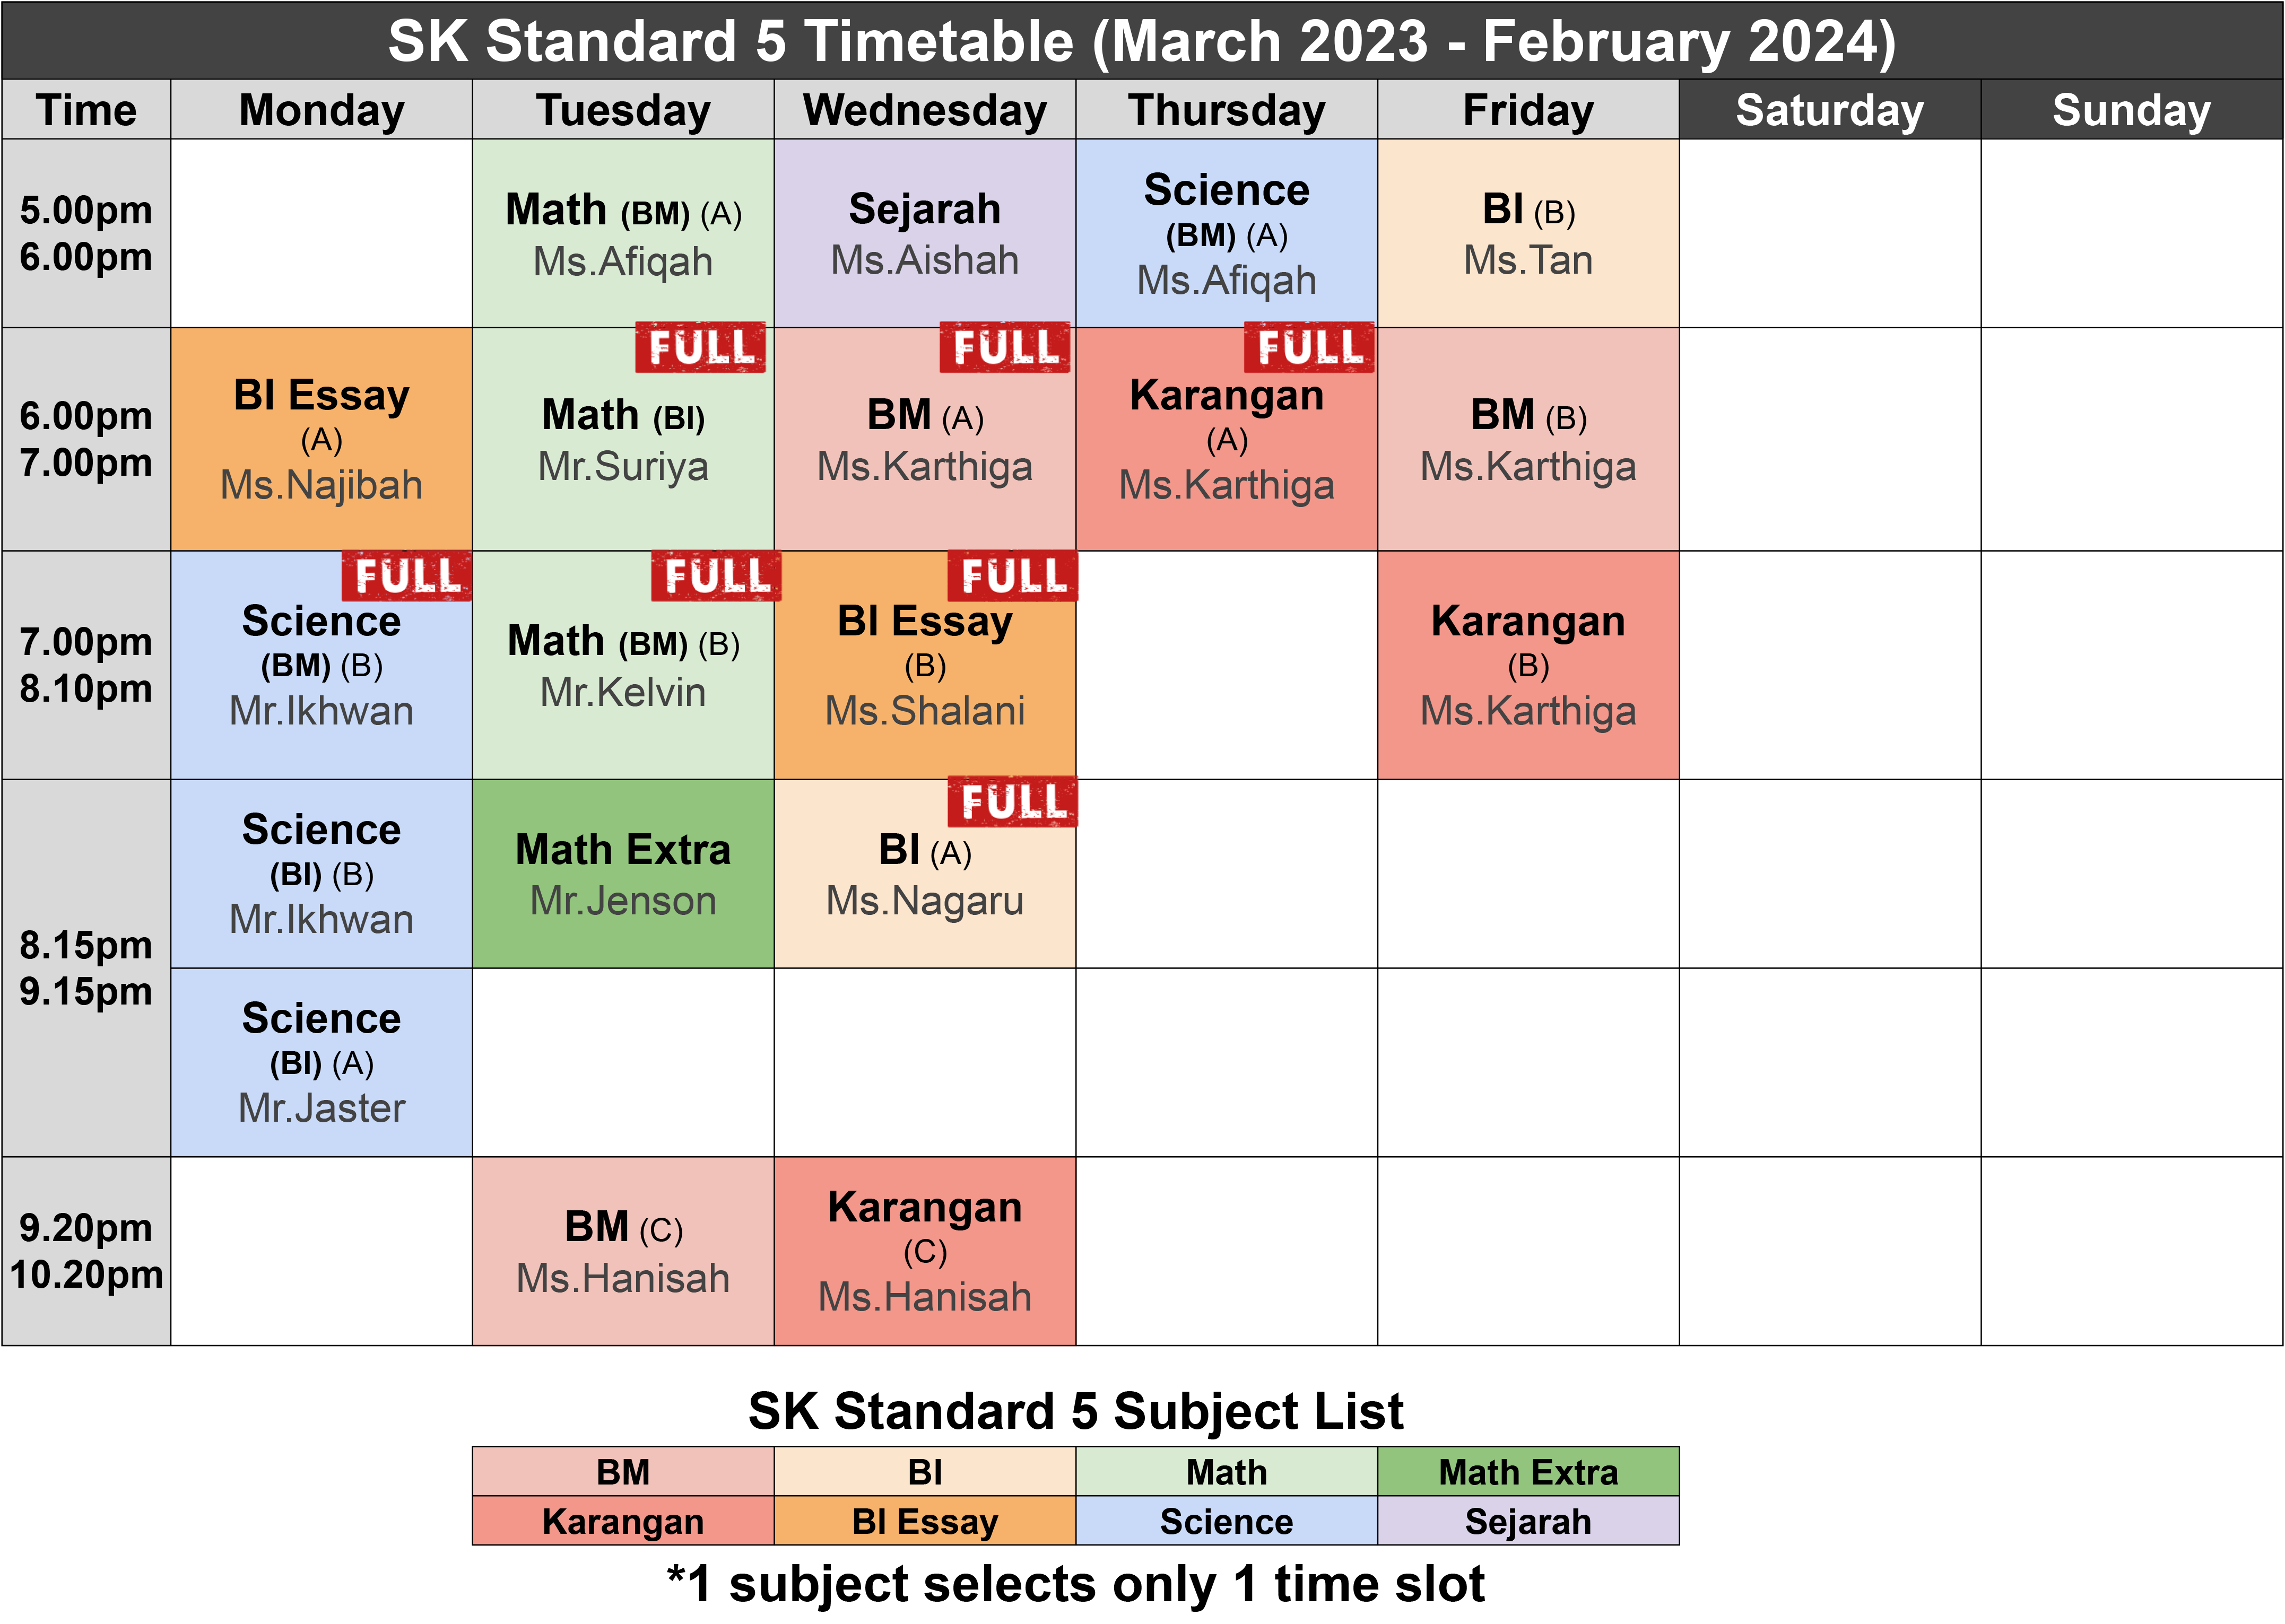 SK Standard 5 Timetable (March 2023 - February 2024)
Time Monday Tuesday Wednesday Thursday Friday Saturday Sunday
5.00pm
6.00pm
Math (BM) (A)
Ms.Afiqah
Sejarah
Ms.Aishah
Science
(BM) (A)
Ms.Afiqah
BI (B)
Ms.Tan
6.00pm
7.00pm
BI Essay
(A)
Ms.Najibah
FULL
Math (BI)
Mr.Suriya
FULL
BM (A)
Ms.Karthiga
FULL
Karangan
(A)
Ms.Karthiga
BM (B)
Ms.Karthiga
7.00pm
8.10pm
FULL
Science
(BM) (B)
Mr.Ikhwan
FULL
Math (BM) (B)
Mr.Kelvin
FULL
BI Essay
(B)
Ms.Shalani
Karangan
(B)
Ms.Karthiga
8.15pm
9.15pm
Science
(BI) (B)
Mr.Ikhwan
Math Extra
Mr.Jenson
FULL
BI (A)
Ms.Nagaru
Science
(BI) (A)
Mr.Jaster
9.20pm
10.20pm
BM (C)
Ms.Hanisah
Karangan
(C)
Ms.Hanisah
SK Standard 5 Subject List
BM BI Math Math Extra
Karangan BI Essay Science Sejarah
*1 subject selects only 1 time slot